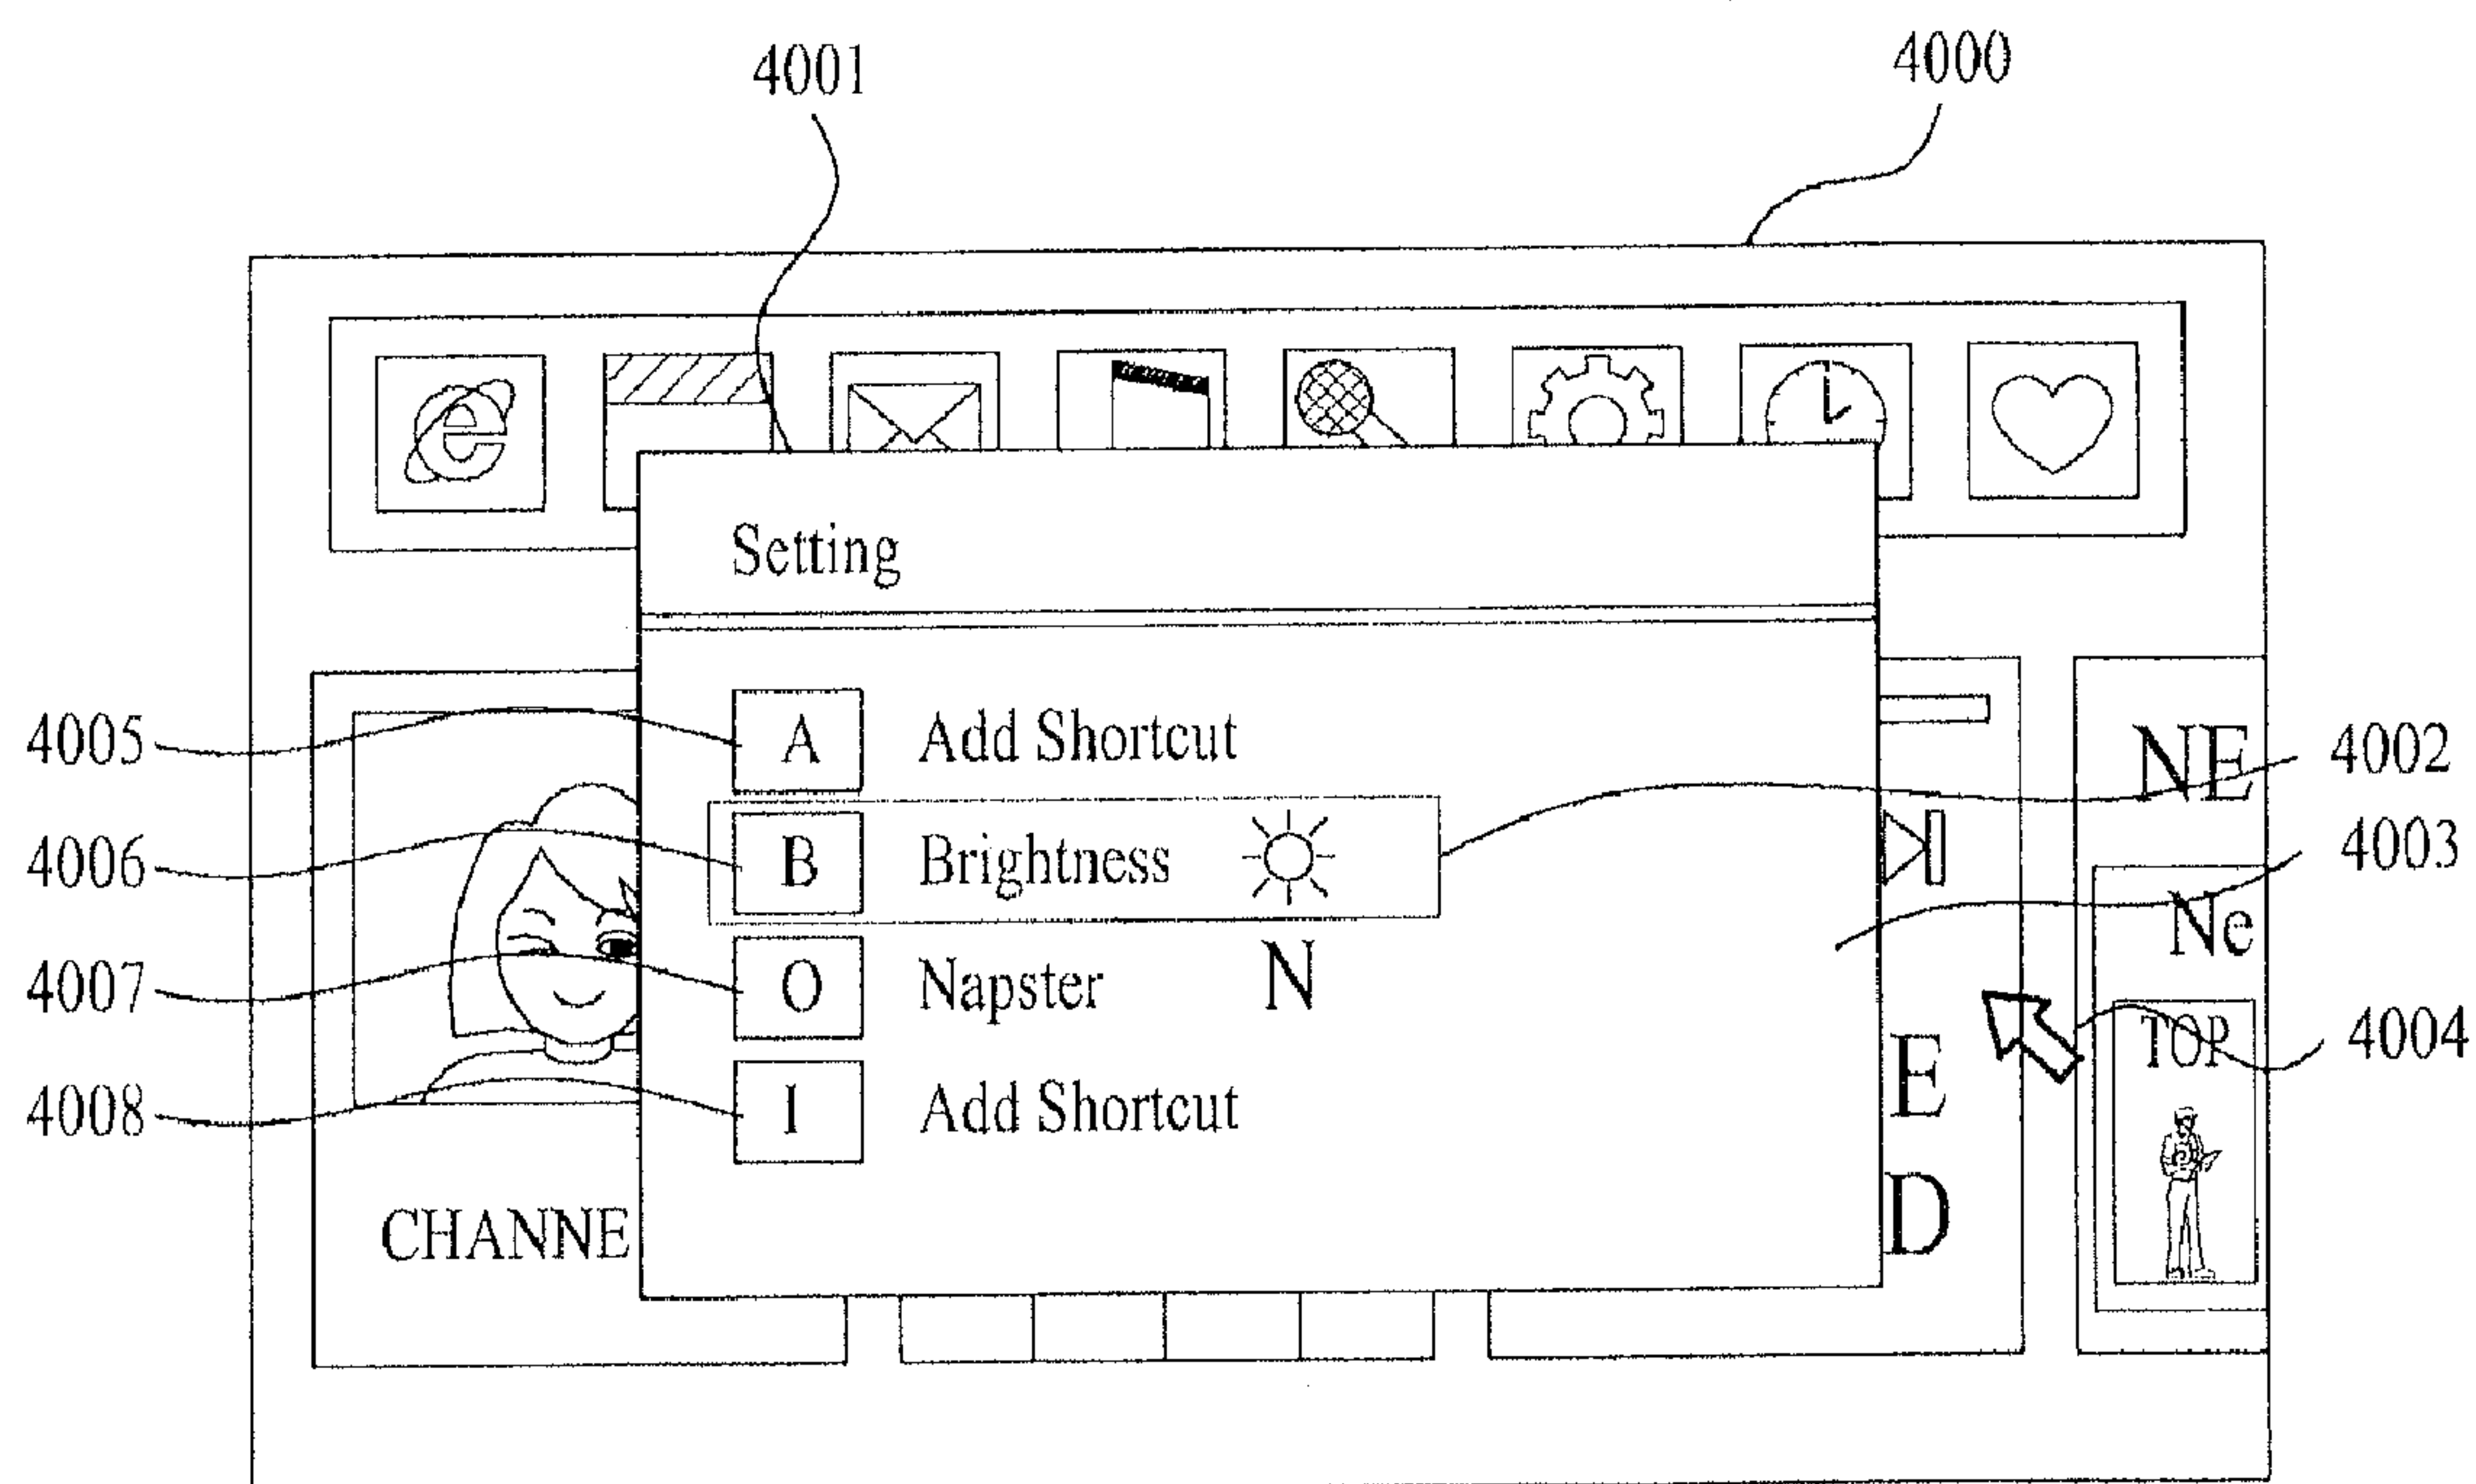 4001
4000
e
Setting
4005
A
Add Shortcut
NE
4002
4006
B
Brightness
4003
Ne
4007
O
Napster
N
TOP
4004
E
4008
I
Add Shortcut
D
CHANNE